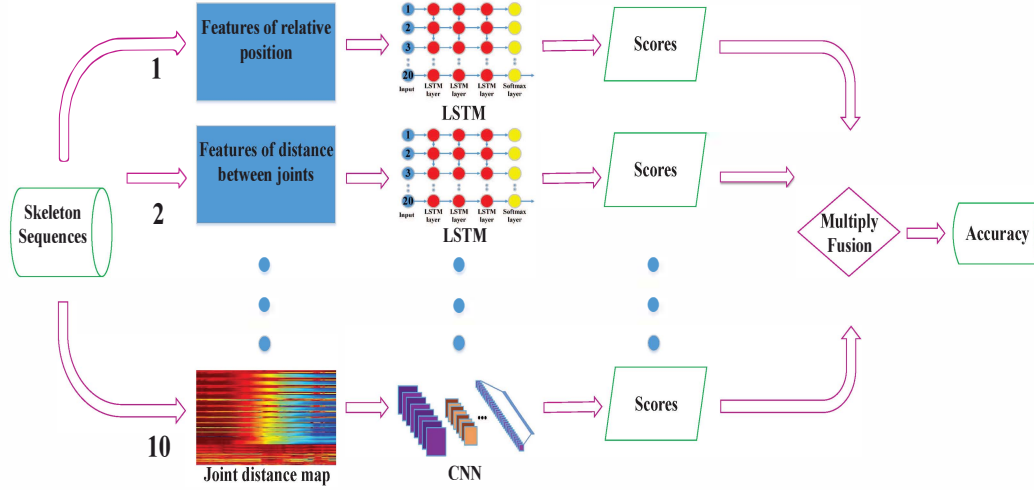 Features of relative
position
1
1
2
3
20
Input
LSTM
layer
LSTM
layer
LSTM
layer
Softmax
layer
LSTM
Scores
Features of distance
between joints
2
1
2
3
20
Input
LSTM
layer
LSTM
layer
LSTM
layer
Softmax
layer
LSTM
Scores
Skeleton
Sequences
Multiply
Fusion
Accuracy
10
Joint distance map
...
CNN
Scores